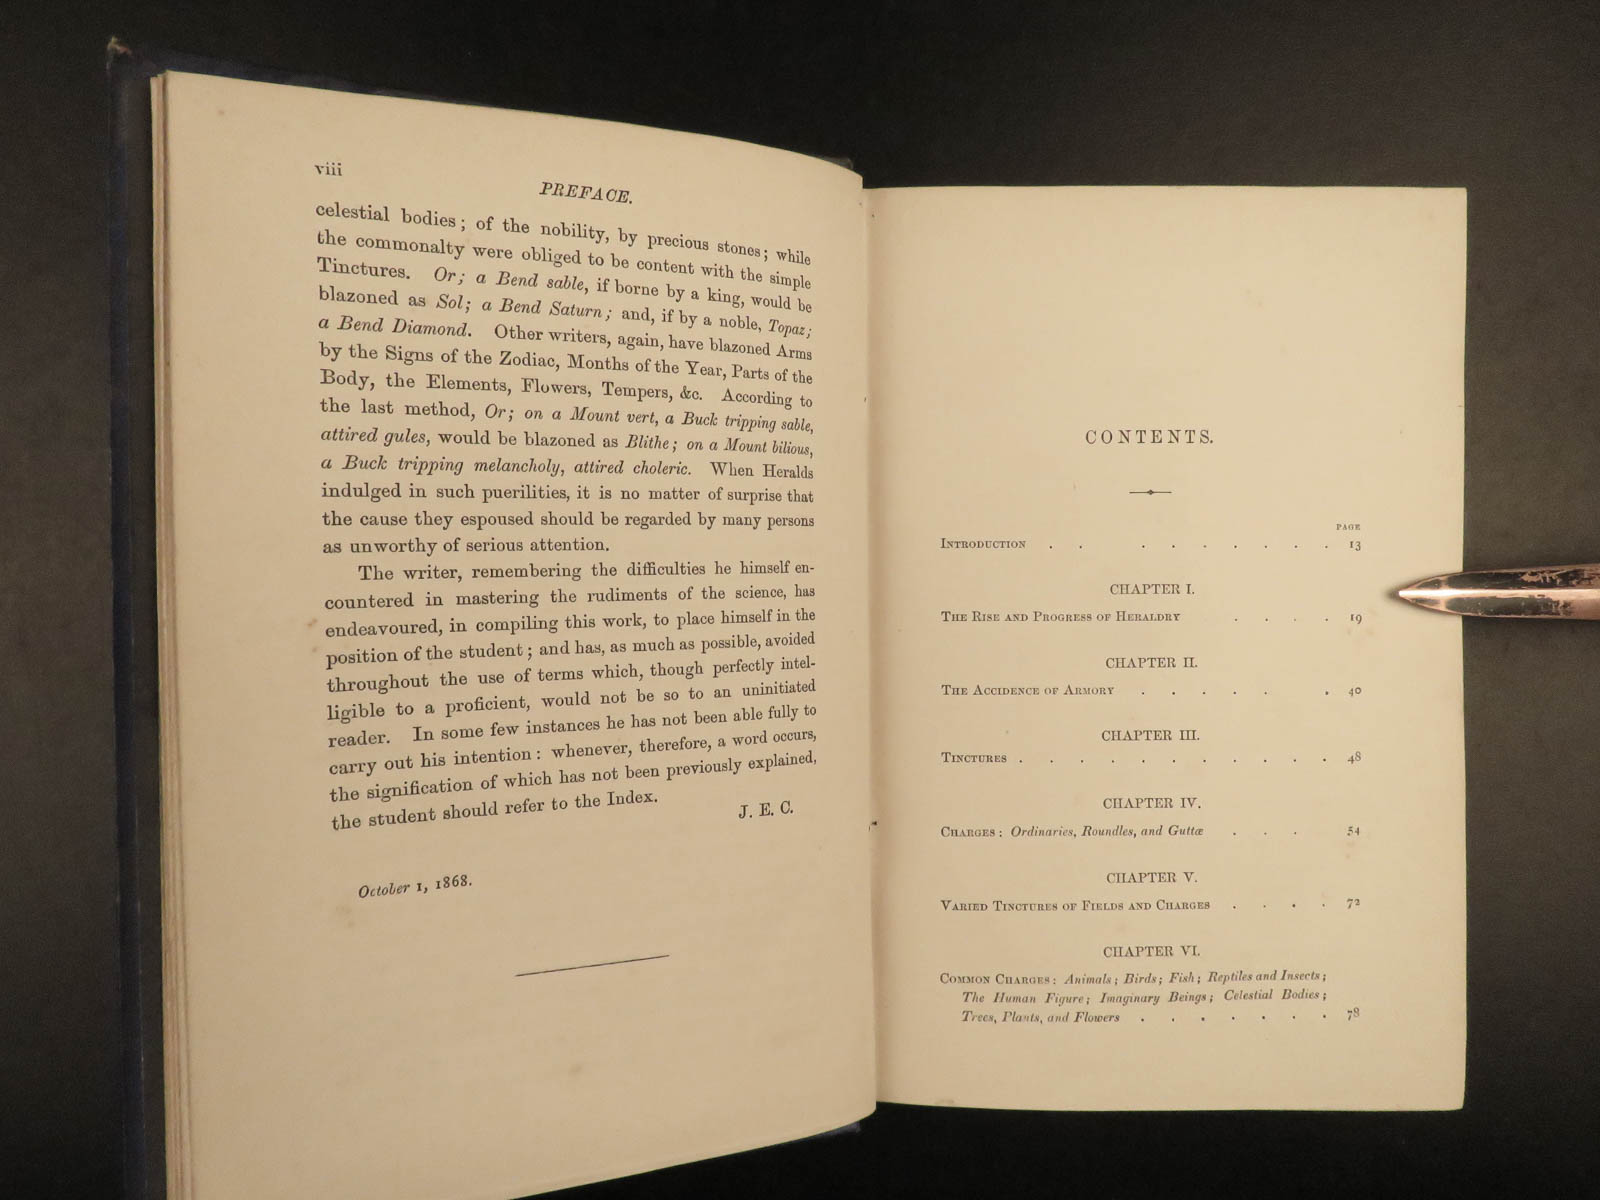 viii
PREFACE.
celestial bodies; of the nobility, by precious stones; while
the commonalty were obliged to be content with the simple
Tinctures. Or; a Bend sable, if borne by a king, would be
blazoned as Sol; a Bend Saturn; and, if by a noble, Topaz;
a Bend Diamond. Other writers, again, have blazoned Arms
by the Signs of the Zodiac, Months of the Year, Parts of the
Body, the Elements, Flowers, Tempers, &c. According to
the last method, Or; on a Mount vert, a Buck tripping sable,
attired gules, would be blazoned as Blithe; on a Mount bilious,
a Buck tripping melancholy, attired choleric. When Heralds
indulged in such puerilities, it is no matter of surprise that
the cause they espoused should be regarded by many persons
as unworthy of serious attention.
The writer, remembering the difficulties he himself en-
countered in mastering the rudiments of the science, has
endeavoured, in compiling this work, to place himself in the
position of the student; and has, as much as possible, avoided
throughout the use of terms which, though perfectly intel-
ligible to a proficient, would not be so to an uninitiated
reader. In some few instances he has not been able fully to
carry out his intention: whenever, therefore, a word occurs,
the signification of which has not been previously explained,
the student should refer to the Index.
J. E. C.
October 1, 1868.
CONTENTS.
PAGE
INTRODUCTION . . . . . . . . . 13
CHAPTER I.
THE RISE AND PROGRESS OF HERALDRY . . . . 19
CHAPTER II.
THE ACCIDENCE OF ARMORY . . . . . . 40
CHAPTER III.
TINCTURES . . . . . . . . . . . 48
CHAPTER IV.
CHARGES: Ordinaries, Roundles, and Guttæ . . . 54
CHAPTER V.
VARIED TINCTURES OF FIELDS AND CHARGES . . . . 72
CHAPTER VI.
COMMON CHARGES: Animals; Birds; Fish; Reptiles and Insects;
The Human Figure; Imaginary Beings; Celestial Bodies;
Trees, Plants, and Flowers . . . . . . . 78